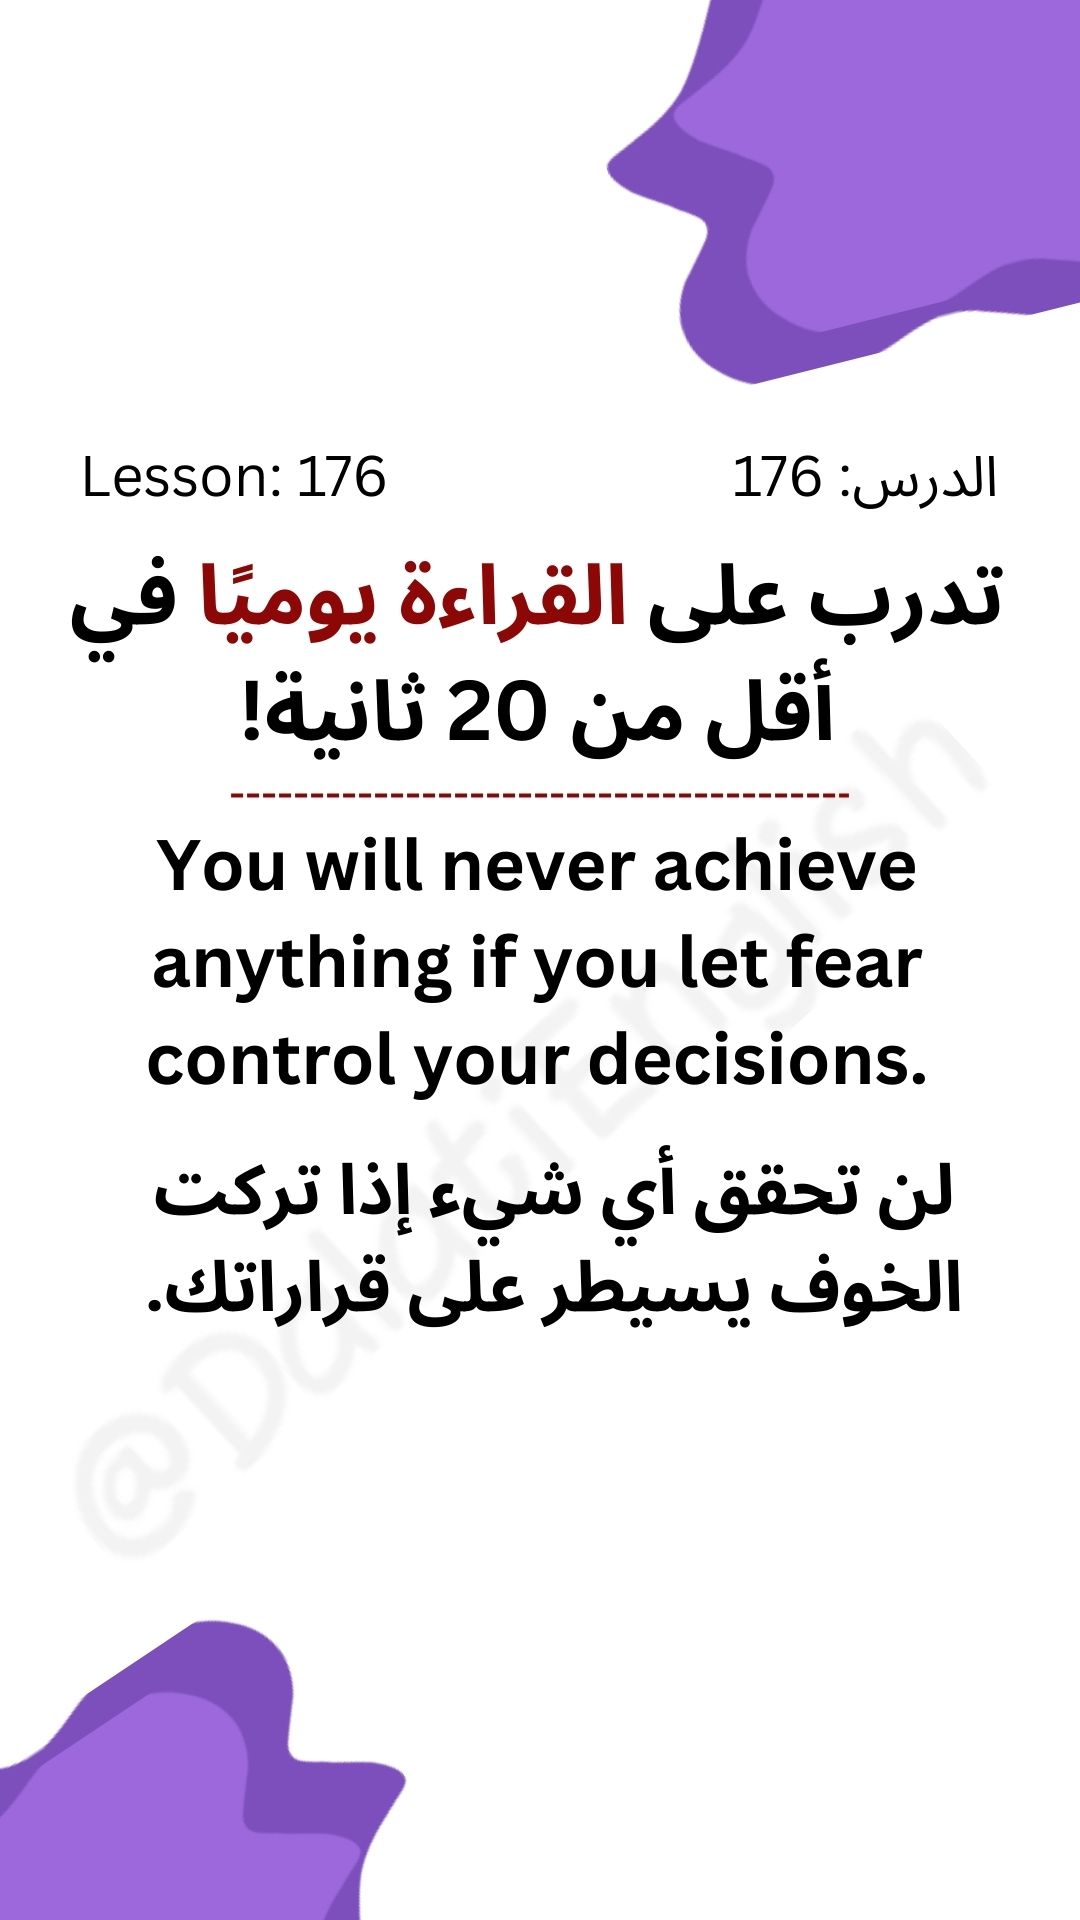 Lesson: 176
الدرس: 176
تدرب على القراءة يوميًا في
أقل من 20 ثانية!
---------------------------------------
You will never achieve
anything if you let fear
control your decisions.
لن تحقق أي شيء إذا تركت
الخوف يسيطر على قراراتك.
@DalatiEnglish